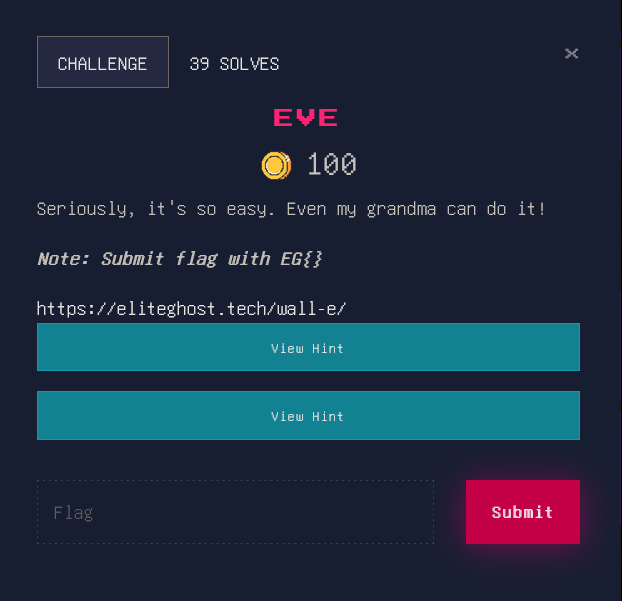 CHALLENGE
39 SOLVES
×
EVE
100
Seriously, it's so easy. Even my grandma can do it!
Note: Submit flag with EG{}
https://eliteghost.tech/wall-e/
View Hint
View Hint
Flag
Submit